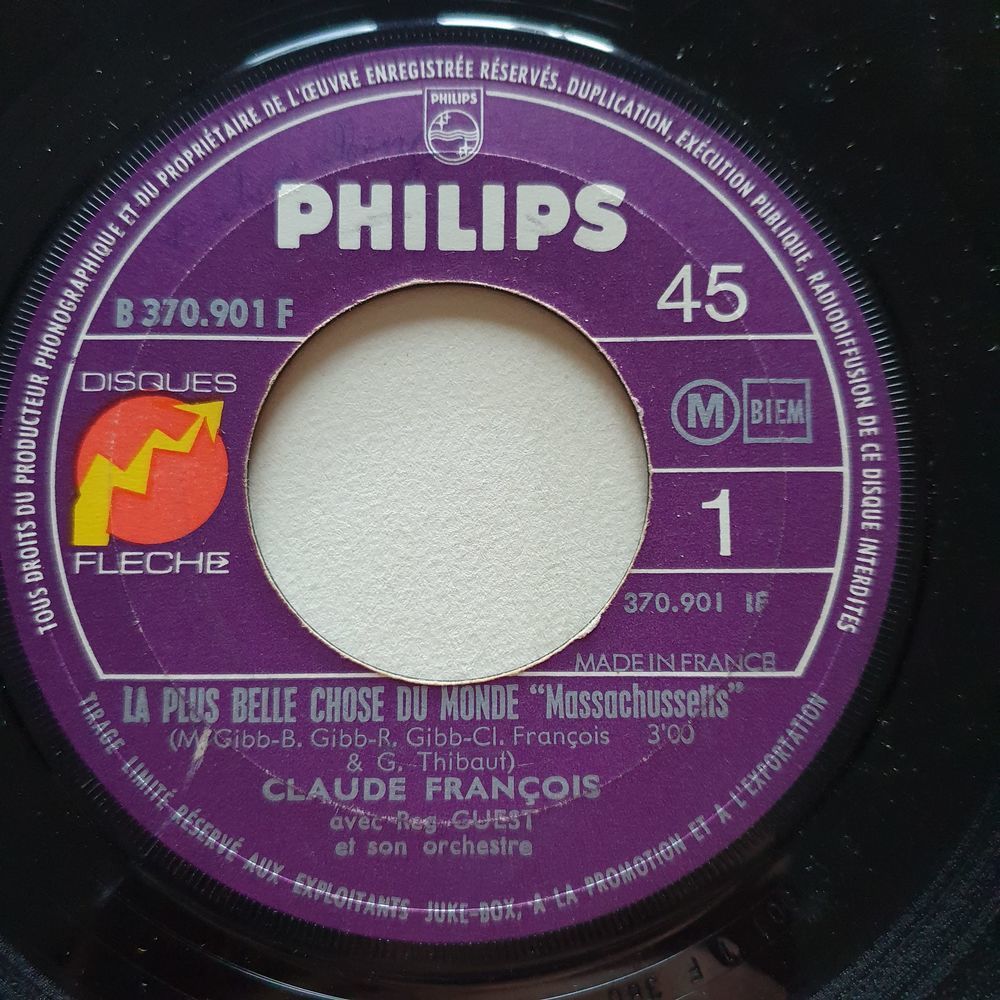 TOUS DROITS DU PRODUCTEUR PHONOGRAPHIQUE ET DU PROPRIÉTAIRE DE L'ŒUVRE ENREGISTRÉE RÉSERVÉS. DUPLICATION, EXÉCUTION PUBLIQUE, RADIODIFFUSION DE CE DISQUE INTERDITES
PHILIPS
PHILIPS
B 370.901 F
45
DISQUES
FLECHE
M BIEM
1
370.901 1F
MADE IN FRANCE
LA PLUS BELLE CHOSE DU MONDE "Massachussetts"
(M. Gibb-B. Gibb-R. Gibb-Cl. François 3'00
& G. Thibaut)
CLAUDE FRANÇOIS
avec Reg GUEST
et son orchestre
TIRAGE LIMITÉ RÉSERVÉ AUX EXPLOITANTS JUKE-BOX, A LA PROMOTION ET A L'EXPORTATION